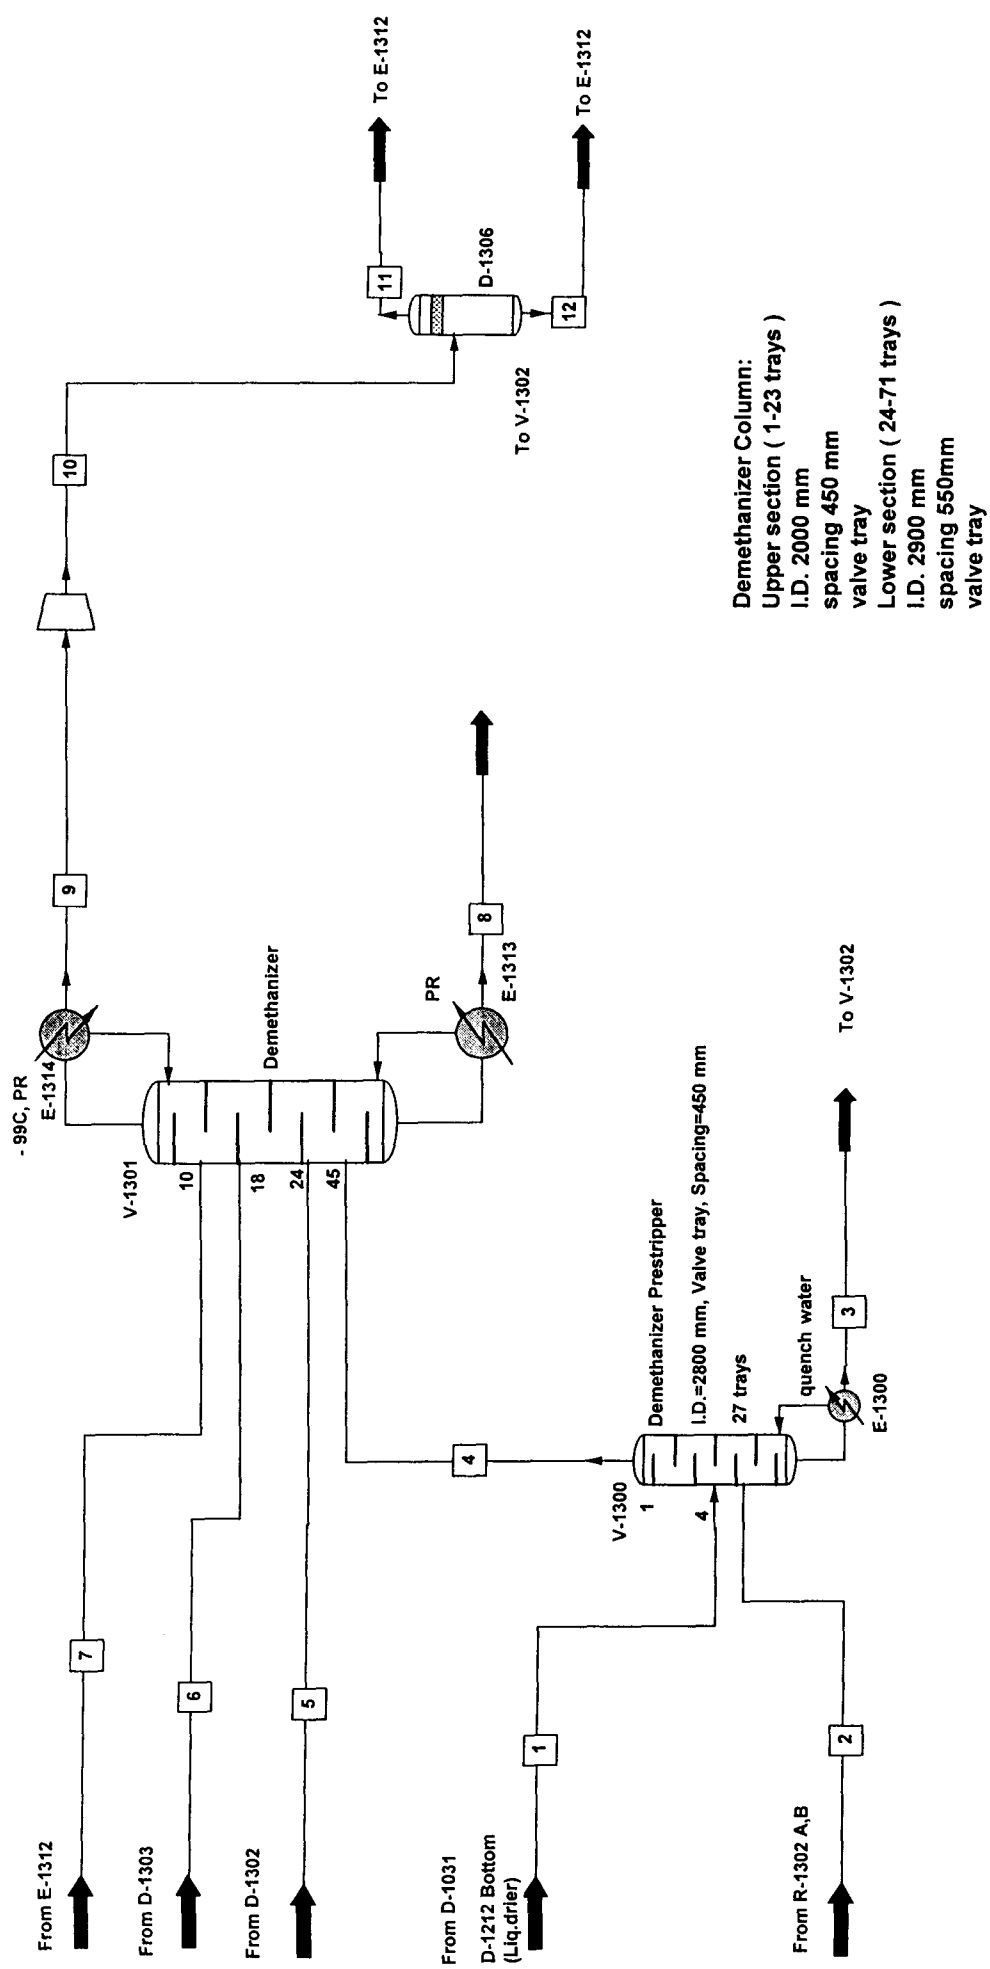 From E-1312
7
From D-1303
6
From D-1302
5
From D-1031
D-1212 Bottom
(Liq.drier)
1
From R-1302 A,B
2
V-1300
1
4
Demethanizer Prestripper
I.D.=2800 mm, Valve tray, Spacing=450 mm
27 trays
quench water
E-1300
3
To V-1302
4
V-1301
10
18
24
45
- 99C, PR
E-1314
Demethanizer
PR
E-1313
8
9
10
To V-1302
D-1306
11
To E-1312
12
To E-1312
Demethanizer Column:
Upper section ( 1-23 trays )
I.D. 2000 mm
spacing 450 mm
valve tray
Lower section ( 24-71 trays )
I.D. 2900 mm
spacing 550mm
valve tray